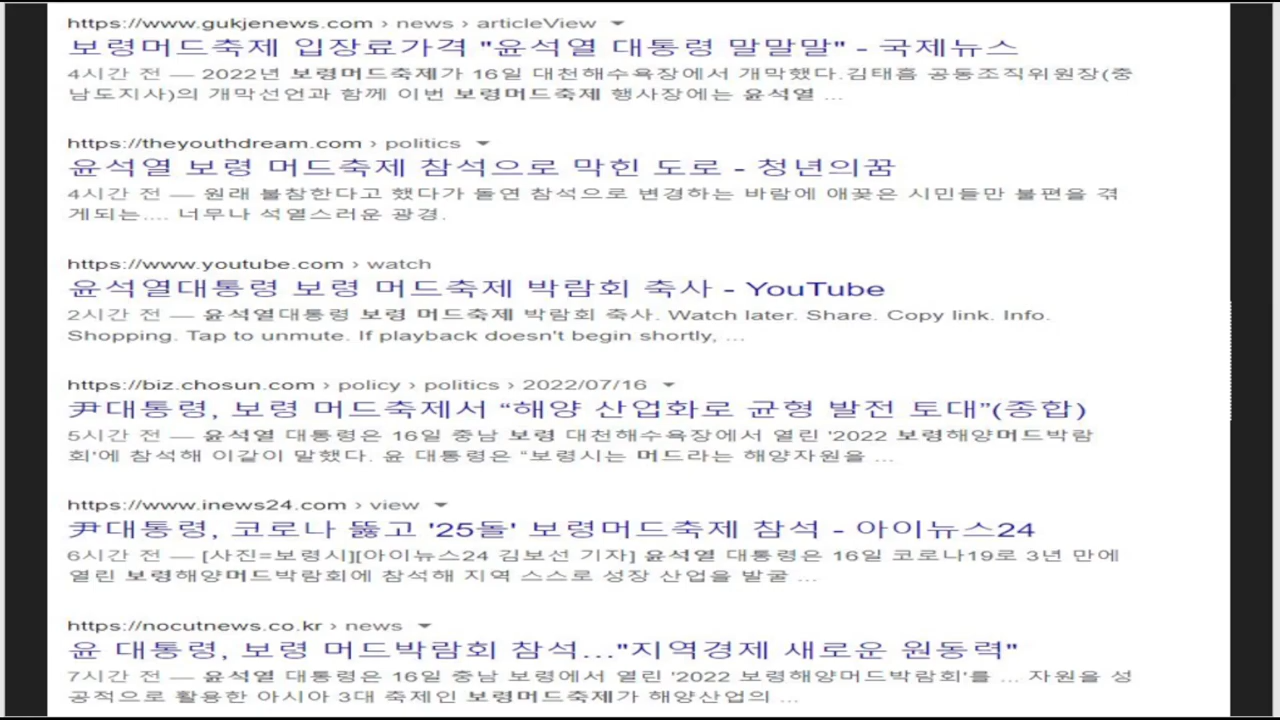 https://www.gukjenews.com › news › articleView
보령머드축제 입장료가격 "윤석열 대통령 말말말" - 국제뉴스
4시간 전 — 2022년 보령머드축제가 16일 대천해수욕장에서 개막했다.김태흠 공동조직위원장(충
남도지사)의 개막선언과 함께 이번 보령머드축제 행사장에는 윤석열 ...
https://theyouthdream.com › politics
윤석열 보령 머드축제 참석으로 막힌 도로 - 청년의꿈
4시간 전 — 원래 불참한다고 했다가 돌연 참석으로 변경하는 바람에 애꿎은 시민들만 불편을 겪
게되는.... 너무나 석열스러운 광경.
https://www.youtube.com › watch
윤석열대통령 보령 머드축제 박람회 축사 - YouTube
2시간 전 — 윤석열대통령 보령 머드축제 박람회 축사. Watch later. Share. Copy link. Info.
Shopping. Tap to unmute. If playback doesn't begin shortly, ...
https://biz.chosun.com › policy › politics › 2022/07/16
尹대통령, 보령 머드축제서 “해양 산업화로 균형 발전 토대”(종합)
5시간 전 — 윤석열 대통령은 16일 충남 보령 대천해수욕장에서 열린 '2022 보령해양머드박람
회'에 참석해 이같이 말했다. 윤 대통령은 “보령시는 머드라는 해양자원을 ...
https://www.inews24.com › view
尹대통령, 코로나 뚫고 '25돌' 보령머드축제 참석 - 아이뉴스24
6시간 전 — [사진=보령시][아이뉴스24 김보선 기자] 윤석열 대통령은 16일 코로나19로 3년 만에
열린 보령해양머드박람회에 참석해 지역 스스로 성장 산업을 발굴 ...
https://nocutnews.co.kr › news
윤 대통령, 보령 머드박람회 참석..."지역경제 새로운 원동력"
7시간 전 — 윤석열 대통령은 16일 충남 보령에서 열린 '2022 보령해양머드박람회'를 ... 자원을 성
공적으로 활용한 아시아 3대 축제인 보령머드축제가 해양산업의 ...